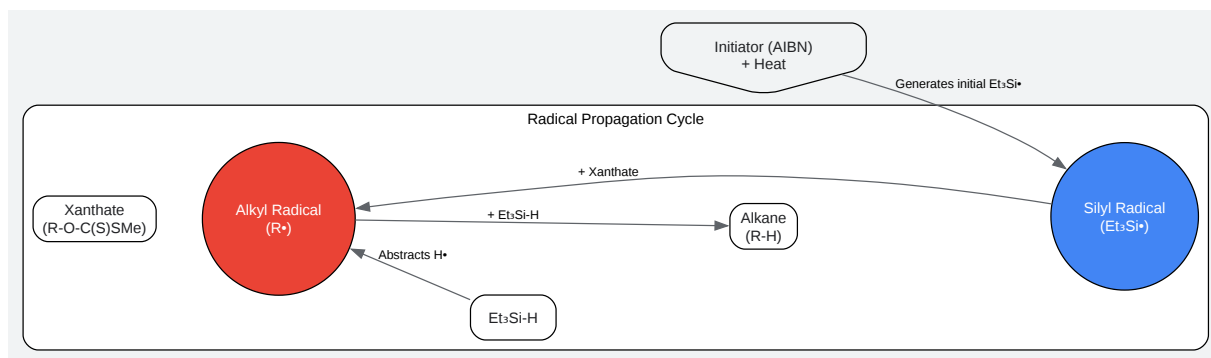 Initiator (AIBN)
+ Heat
Generates initial Et₃Si•
Radical Propagation Cycle
+ Xanthate
Xanthate
(R-O-C(S)SMe)
Alkyl Radical
(R•)
+ Et₃Si-H
Alkane
(R-H)
Silyl Radical
(Et₃Si•)
Abstracts H•
Et₃Si-H